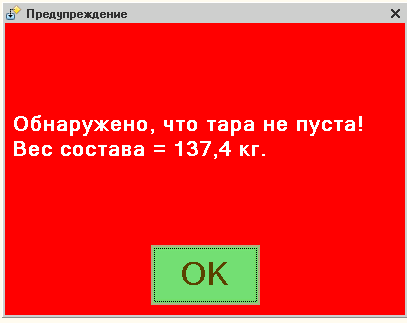 Предупреждение
Обнаружено, что тара не пуста!
Вес состава = 137,4 кг.
OK